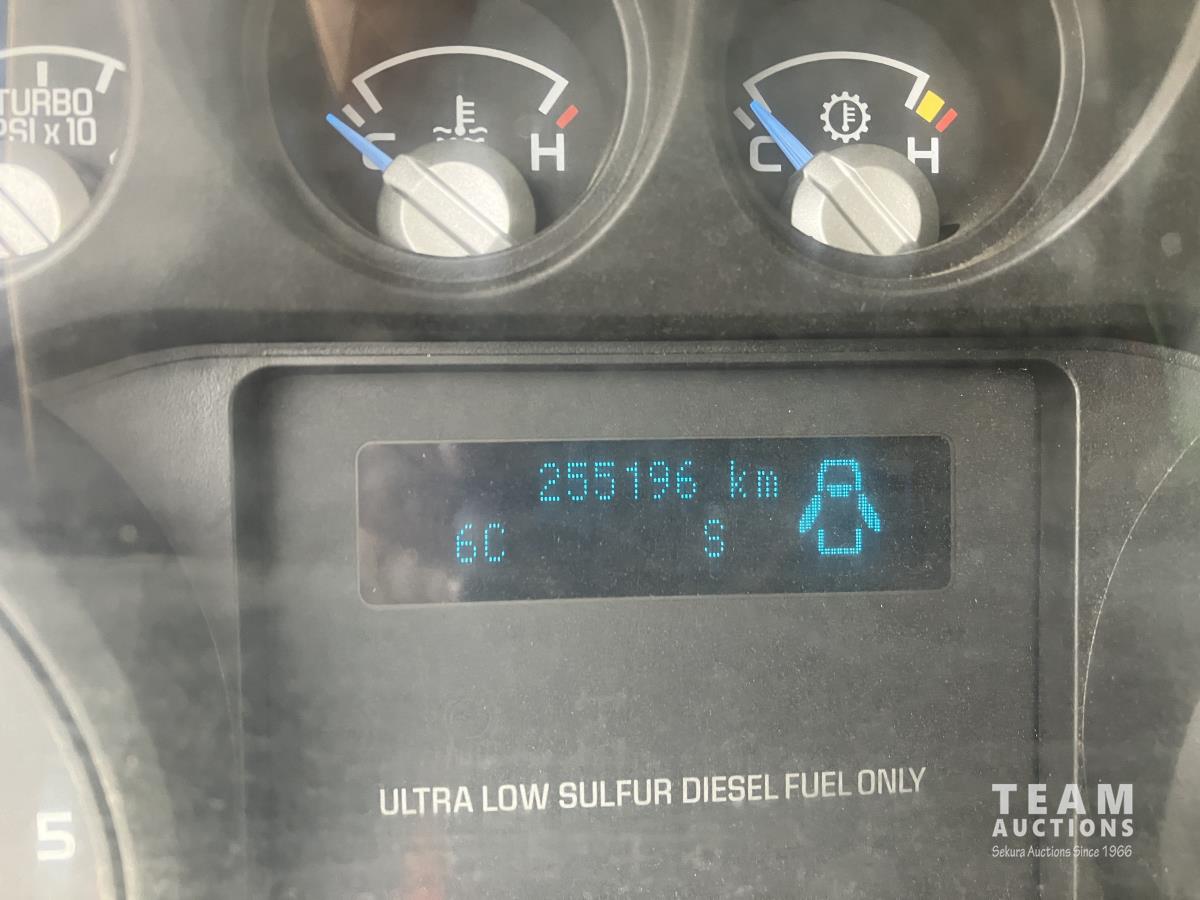 TURBO
PSI x 10
C H
C H
255196 km
6C S
ULTRA LOW SULFUR DIESEL FUEL ONLY
5
TEAM
AUCTIONS
Sekura Auctions Since 1966